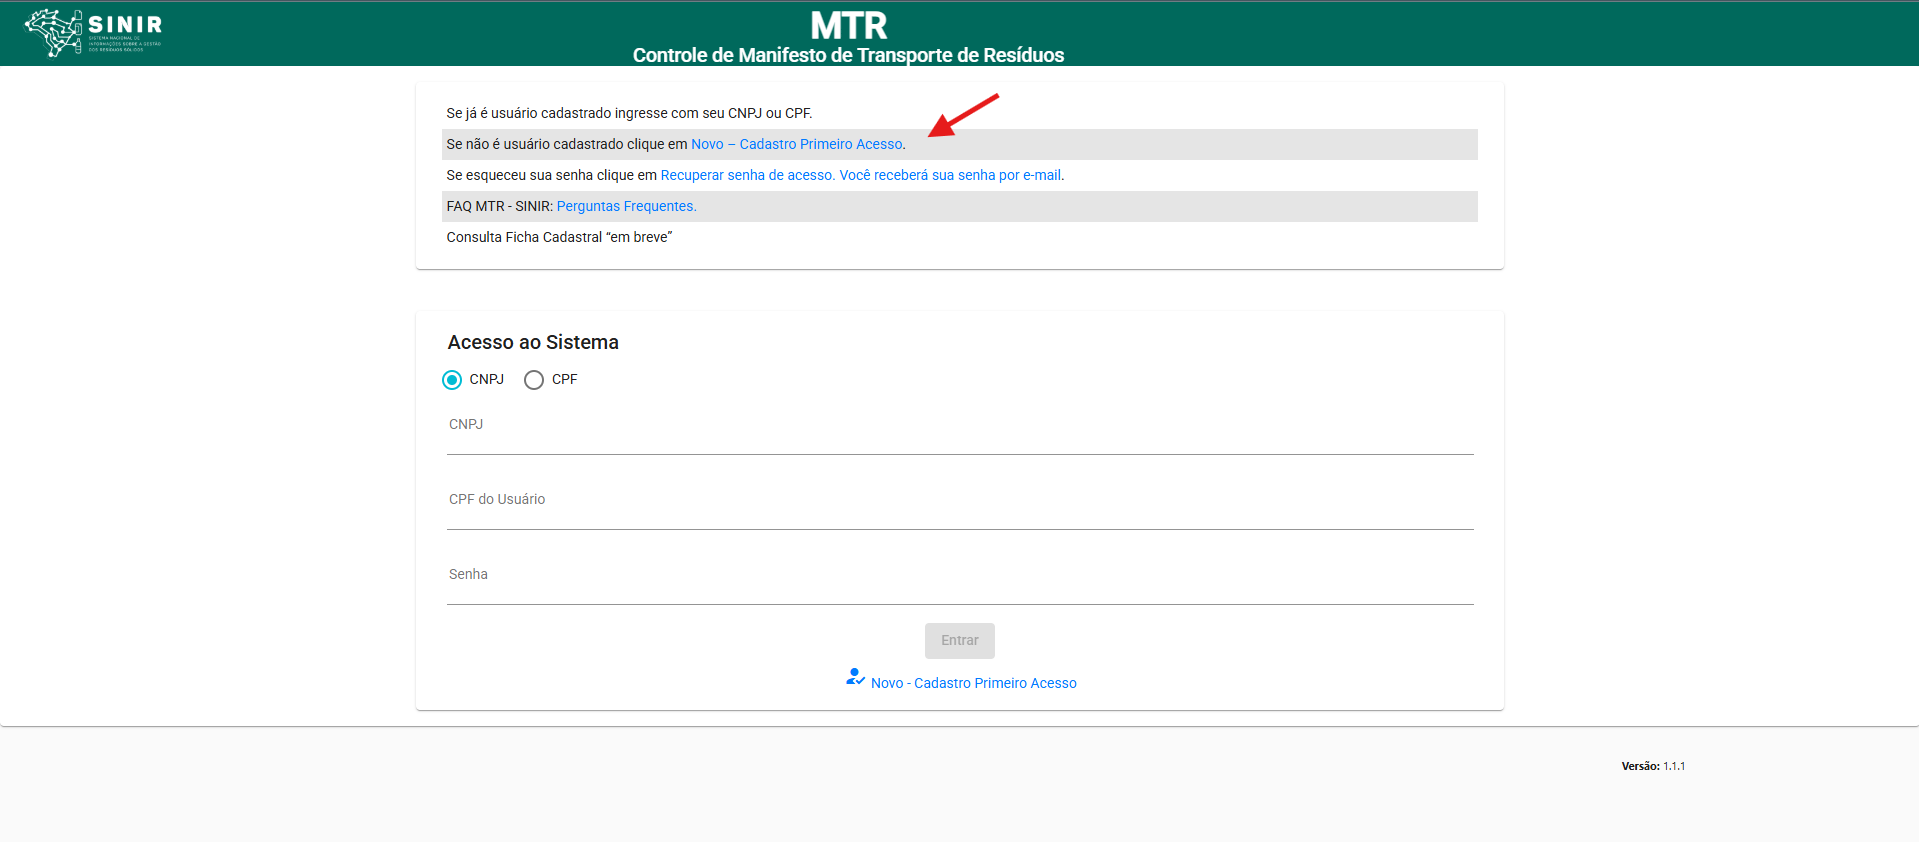 SINIR
SISTEMA NACIONAL DE
INFORMAÇÕES SOBRE A GESTÃO
DOS RESÍDUOS SÓLIDOS
MTR
Controle de Manifesto de Transporte de Resíduos
Se já é usuário cadastrado ingresse com seu CNPJ ou CPF.
Se não é usuário cadastrado clique em Novo – Cadastro Primeiro Acesso.
Se esqueceu sua senha clique em Recuperar senha de acesso. Você receberá sua senha por e-mail.
FAQ MTR - SINIR: Perguntas Frequentes.
Consulta Ficha Cadastral “em breve”
Acesso ao Sistema
CNPJ CPF
CNPJ
CPF do Usuário
Senha
Entrar
Novo - Cadastro Primeiro Acesso
Versão: 1.1.1